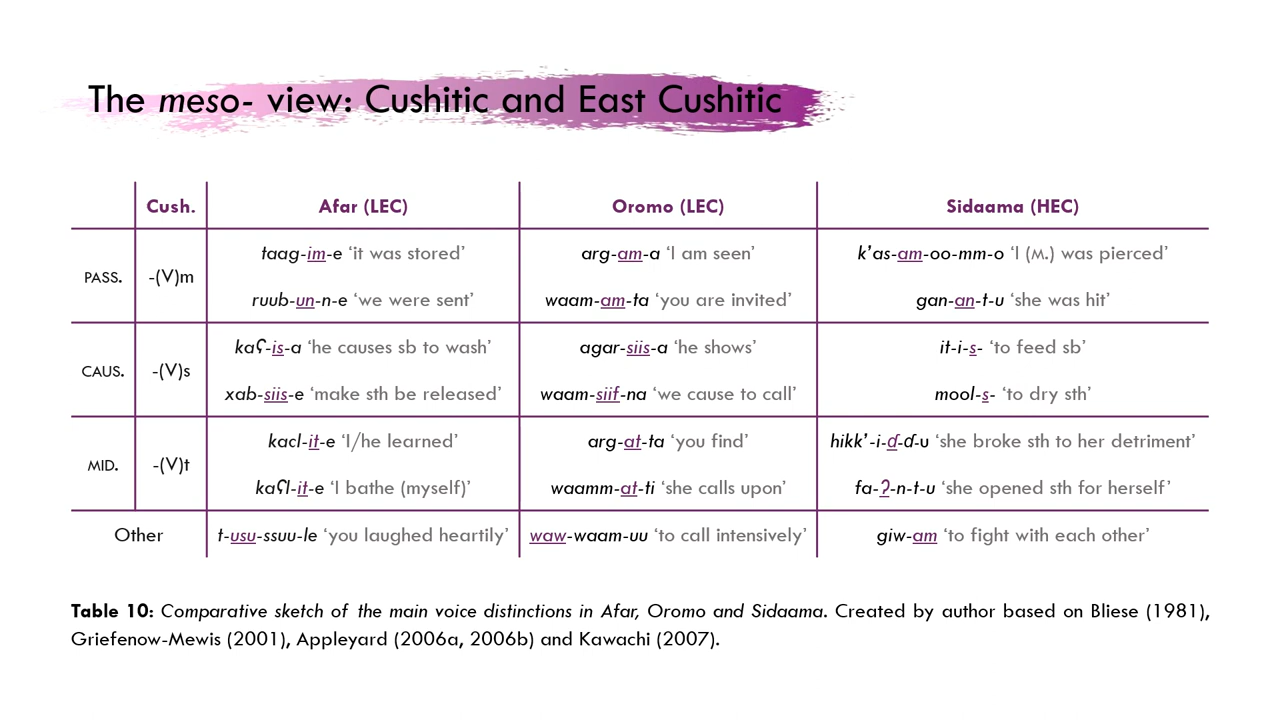 The meso- view: Cushitic and East Cushitic
Cush. Afar (LEC) Oromo (LEC) Sidaama (HEC)
PASS. -(V)m
taag-im-e ‘it was stored’ arg-am-a ‘I am seen’ k’as-am-oo-mm-o ‘I (M.) was pierced’
ruub-un-n-e ‘we were sent’ waam-am-ta ‘you are invited’ gan-an-t-u ‘she was hit’
CAUS. -(V)s
kaʕ-is-a ‘he causes sb to wash’ agar-siis-a ‘he shows’ it-i-s- ‘to feed sb’
xab-siis-e ‘make sth be released’ waam-siif-na ‘we cause to call’ mool-s- ‘to dry sth’
MID. -(V)t
kacl-it-e ‘I/he learned’ arg-at-ta ‘you find’ hikk’-i-ɗ-ɗ-u ‘she broke sth to her detriment’
kaʕl-it-e ‘I bathe (myself)’ waamm-at-ti ‘she calls upon’ fa-ʔ-n-t-u ‘she opened sth for herself’
Other t-usu-ssuu-le ‘you laughed heartily’ waw-waam-uu ‘to call intensively’ giw-am ‘to fight with each other’
Table 10: Comparative sketch of the main voice distinctions in Afar, Oromo and Sidaama. Created by author based on Bliese (1981),
Griefenow-Mewis (2001), Appleyard (2006a, 2006b) and Kawachi (2007).